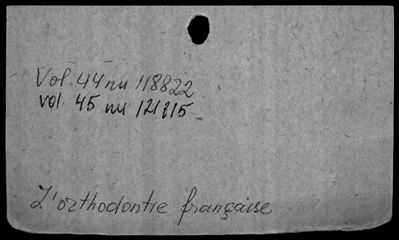 Vol. 44 nu 118822
vol. 45 nu 121815
L'orthodontie française